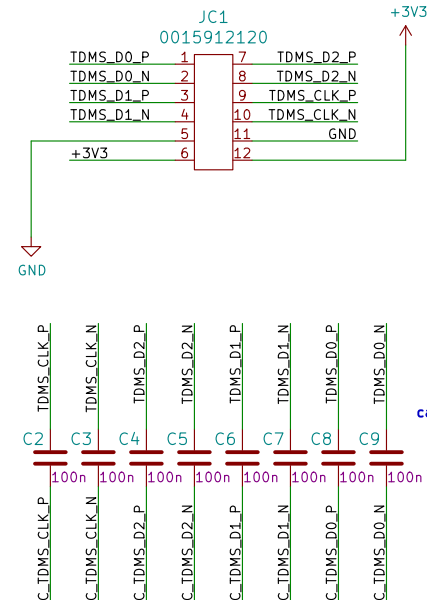 JC1
+3V3
0015912120
TDMS_D0_P 1 7 TDMS_D2_P
TDMS_D0_N 2 8 TDMS_D2_N
TDMS_D1_P 3 9 TDMS_CLK_P
TDMS_D1_N 4 10 TDMS_CLK_N
5 11 GND
+3V3 6 12
GND
TDMS_CLK_P TDMS_CLK_N TDMS_D2_P TDMS_D2_N TDMS_D1_P TDMS_D1_N TDMS_D0_P TDMS_D0_N
ca
C2 C3 C4 C5 C6 C7 C8 C9
100n 100n 100n 100n 100n 100n 100n 100n
C_TDMS_CLK_P C_TDMS_CLK_N C_TDMS_D2_P C_TDMS_D2_N C_TDMS_D1_P C_TDMS_D1_N C_TDMS_D0_P C_TDMS_D0_N